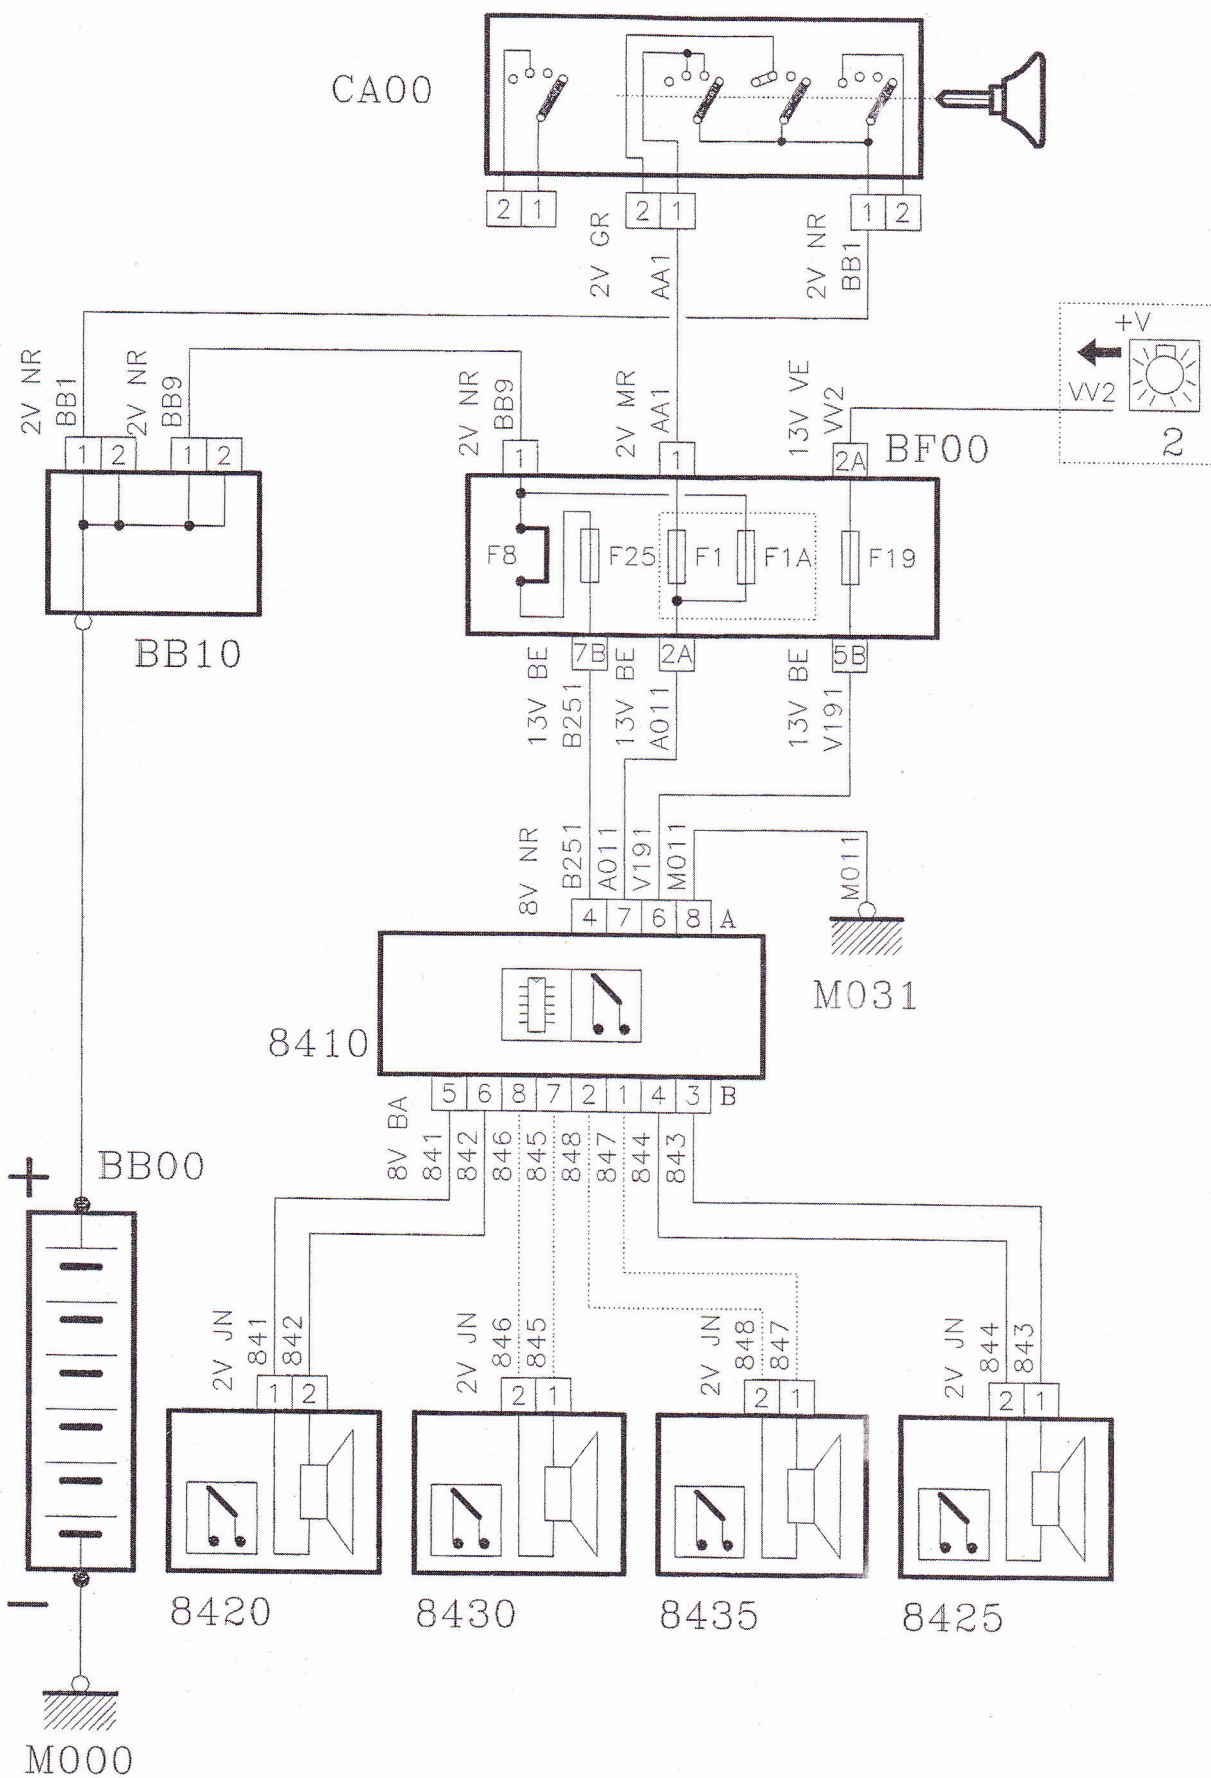 CA00
2 1
2 1
1 2
2V GR
AA1
2V NR
BB1
+V
VV2
2
2V NR
BB1
2V NR
BB9
2V NR
BB9
2V MR
AA1
13V VE
VV2
BF00
1 2
1 2
1
1
2A
F8
F25
F1
F1A
F19
BB10
7B
2A
5B
13V BE
B251
13V BE
A011
13V BE
V191
8V NR
B251
A011
V191
M011
M011
4 7 6 8 A
M031
8410
5 6 8 7 2 1 4 3 B
8V BA
841
842
846
845
848
847
844
843
+
BB00
2V JN
841
842
2V JN
846
845
2V JN
848
847
2V JN
844
843
1 2
2 1
2 1
2 1
–
8420
8430
8435
8425
M000